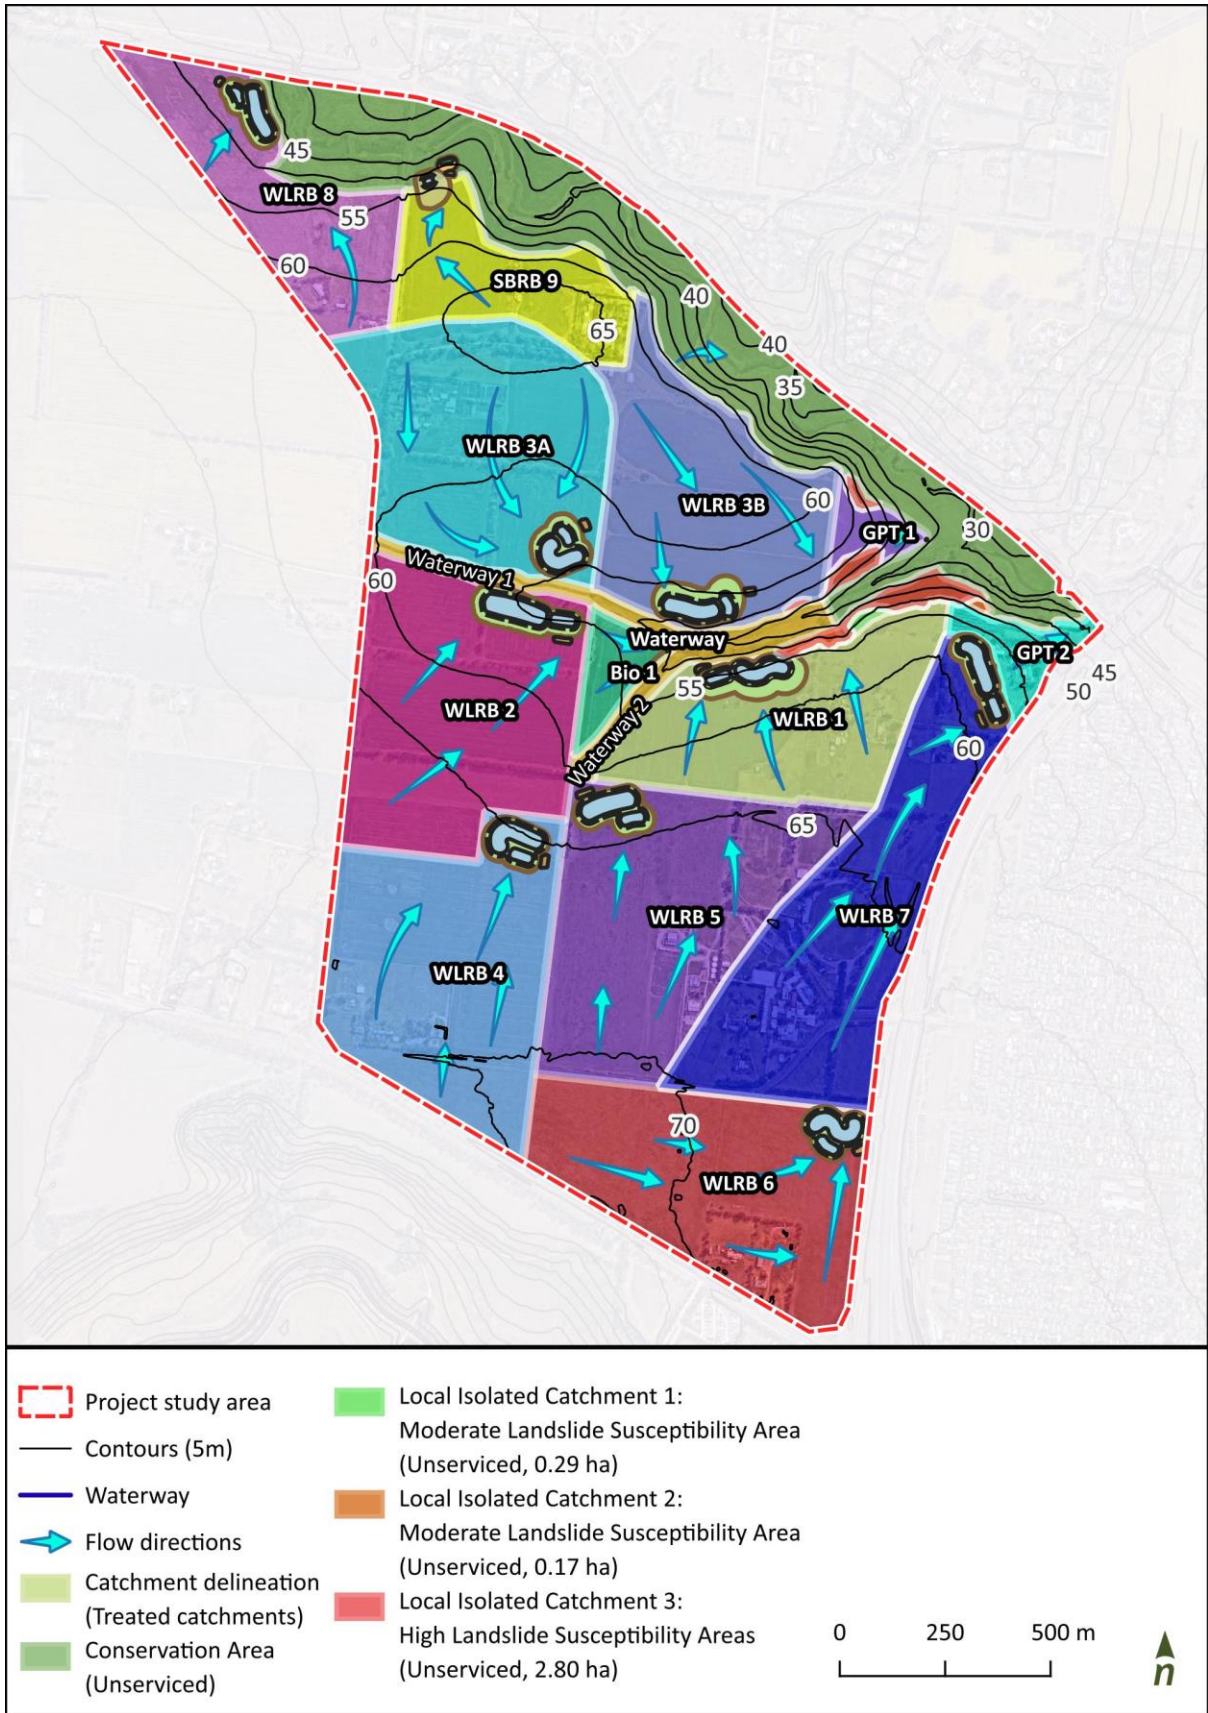 45
WLRB 8
55
60
SBRB 9
40
65
40
35
WLRB 3A
WLRB 3B
60
GPT 1
30
Waterway 1
60
Waterway
GPT 2
Bio 1
45
55
50
WLRB 2
WLRB 1
Waterway 2
60
65
WLRB 5
WLRB 7
WLRB 4
70
WLRB 6
Project study area
Contours (5m)
Waterway
Flow directions
Catchment delineation
(Treated catchments)
Conservation Area
(Unserviced)
Local Isolated Catchment 1:
Moderate Landslide Susceptibility Area
(Unserviced, 0.29 ha)
Local Isolated Catchment 2:
Moderate Landslide Susceptibility Area
(Unserviced, 0.17 ha)
Local Isolated Catchment 3:
High Landslide Susceptibility Areas
(Unserviced, 2.80 ha)
0 250 500 m
n